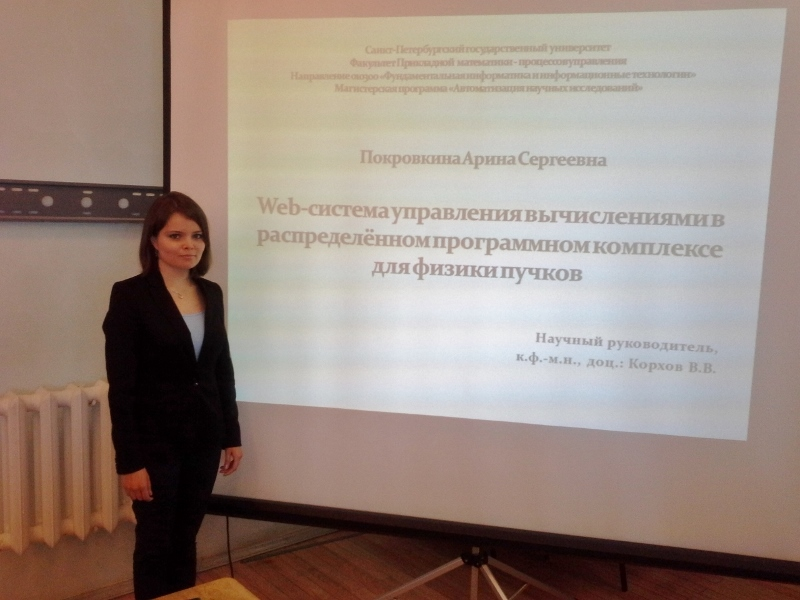 Санкт-Петербургский государственный университет
Факультет Прикладной математики - процессов управления
Направление 010300 «Фундаментальная информатика и информационные технологии»
Магистерская программа «Автоматизация научных исследований»
Покровкина Арина Сергеевна
Web-система управления вычислениями в
распределённом программном комплексе
для физики пучков
Научный руководитель,
к.ф.-м.н., доц.: Корхов В.В.